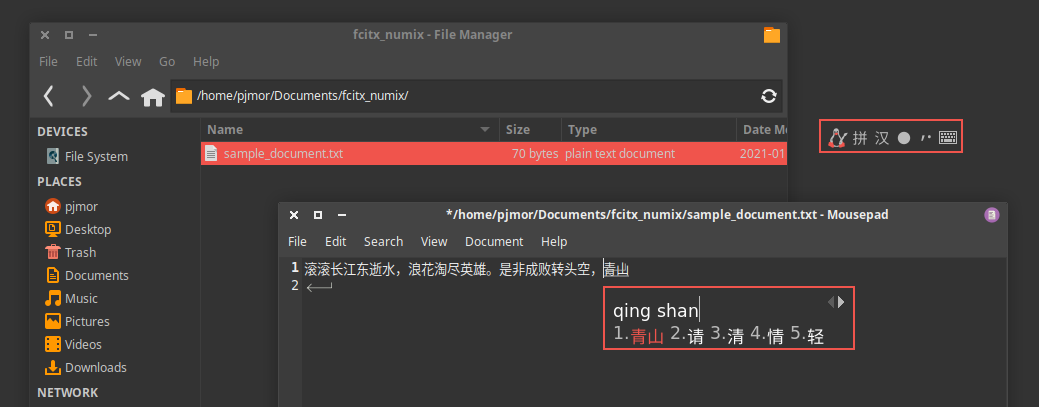 fcitx_numix - File Manager
File Edit View Go Help
/home/pjmor/Documents/fcitx_numix/
DEVICES
File System
PLACES
pjmor
Desktop
Trash
Documents
Music
Pictures
Videos
Downloads
NETWORK
Name Size Type Date M
sample_document.txt 70 bytes plain text document 2021-01
拼 汉
*/home/pjmor/Documents/fcitx_numix/sample_document.txt - Mousepad
File Edit Search View Document Help
1 滚滚长江东逝水，浪花淘尽英雄。是非成败转头空，青山
2
qing shan
1.青山 2.请 3.清 4.情 5.轻